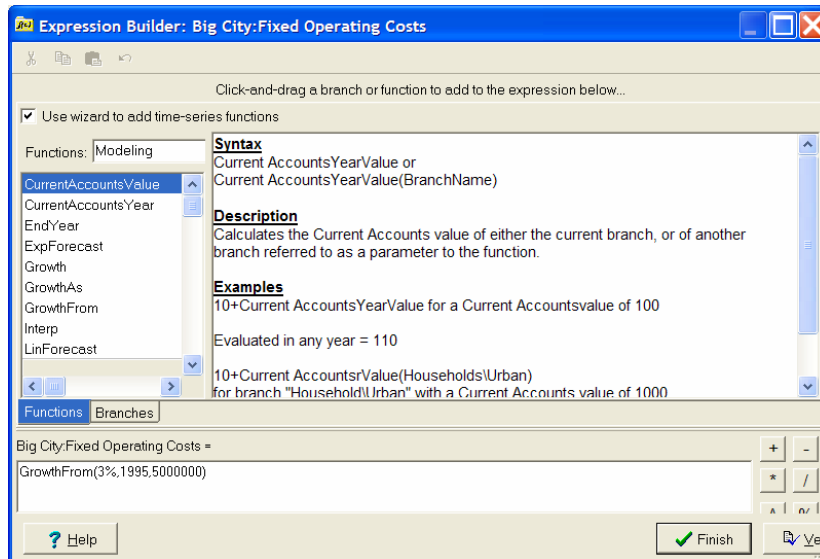 Expression Builder: Big City:Fixed Operating Costs
Click-and-drag a branch or function to add to the expression below...
Use wizard to add time-series functions
Functions: Modeling
CurrentAccountsValue
CurrentAccountsYear
EndYear
ExpForecast
Growth
GrowthAs
GrowthFrom
Interp
LinForecast
Syntax
Current AccountsYearValue or
Current AccountsYearValue(BranchName)
Description
Calculates the Current Accounts value of either the current branch, or of another
branch referred to as a parameter to the function.
Examples
10+Current AccountsYearValue for a Current Accountsvalue of 100
Evaluated in any year = 110
10+Current AccountsrValue(Households\Urban)
for branch "Household\Urban" with a Current Accounts value of 1000
Functions Branches
Big City:Fixed Operating Costs =
GrowthFrom(3%,1995,5000000)
+ -
* /
^ %
? Help
Finish
Ve